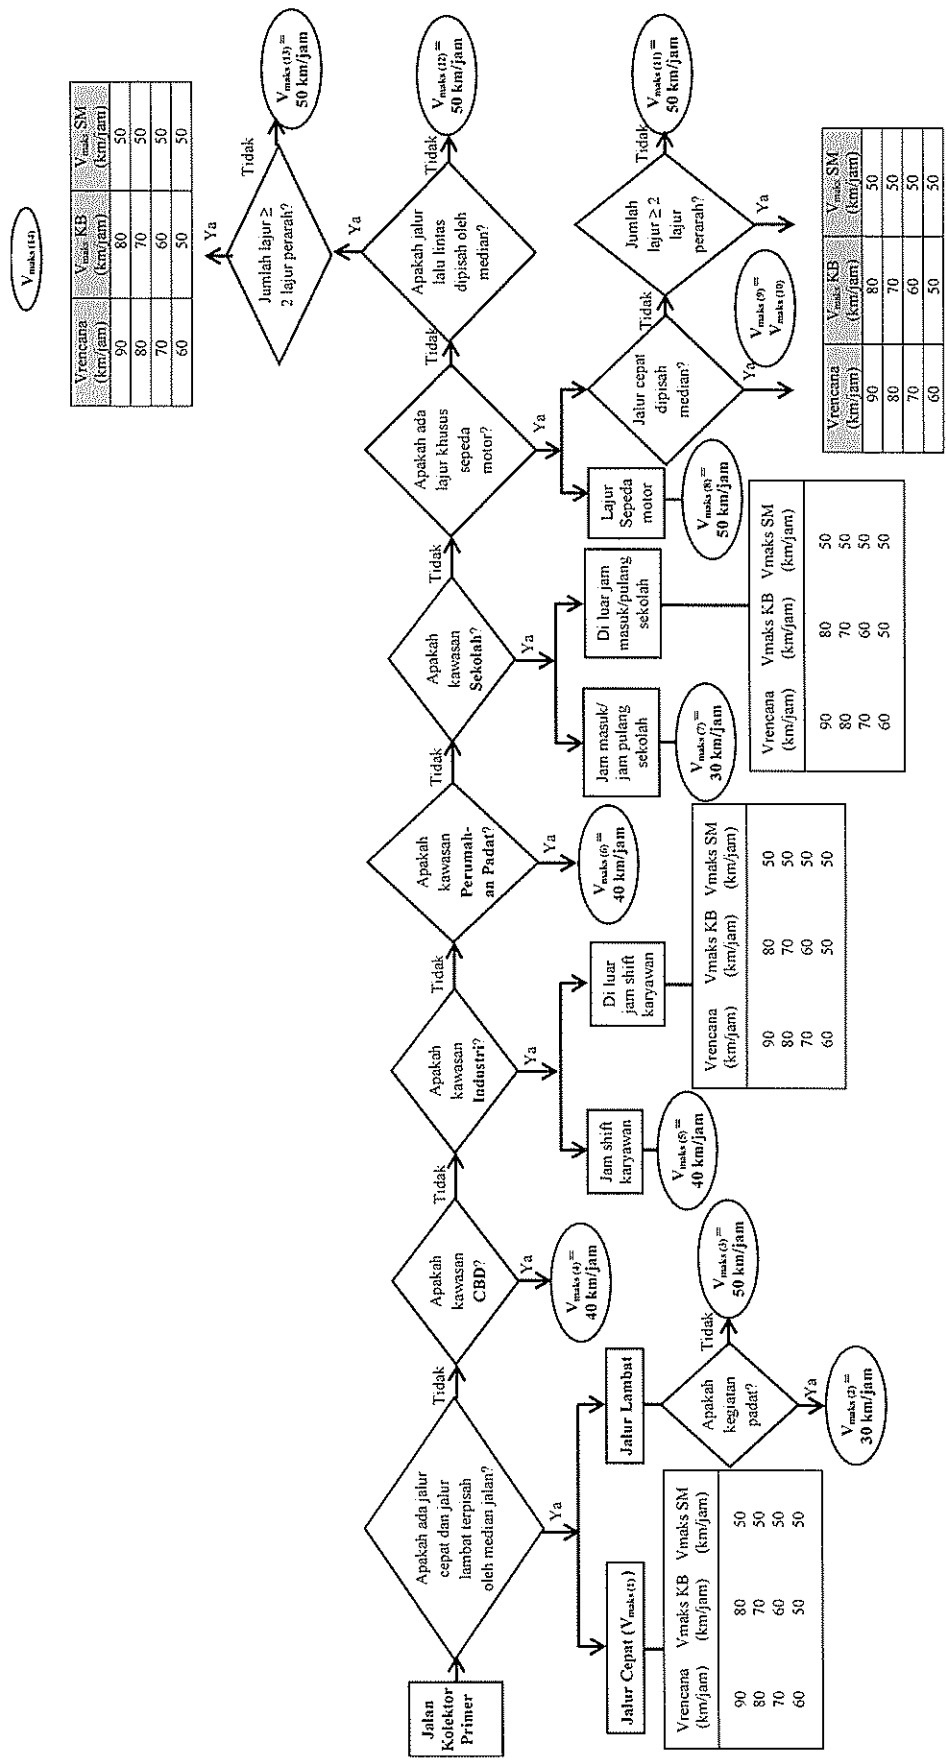 Jalan
Kolektor
Primer
Apakah ada jalur
cepat dan jalur
lambat terpisah
oleh median jalan?
Tidak
Ya
Jalur Cepat (Vmaks (1))
Vrencana Vmaks KB Vmaks SM
(km/jam) (km/jam) (km/jam)
90 80 50
80 70 50
70 60 50
60 50 50
Jalur Lambat
Apakah
kegiatan
padat?
Tidak
Vmaks (3) =
50 km/jam
Ya
Vmaks (2) =
30 km/jam
Apakah
kawasan
CBD?
Tidak
Ya
Vmaks (4) =
40 km/jam
Apakah
kawasan
Industri?
Tidak
Ya
Jam shift
karyawan
Vmaks (5) =
40 km/jam
Di luar
jam shift
karyawan
Vrencana Vmaks KB Vmaks SM
(km/jam) (km/jam) (km/jam)
90 80 50
80 70 50
70 60 50
60 50 50
Apakah
kawasan
Perumah-
an Padat?
Tidak
Ya
Vmaks (6) =
40 km/jam
Apakah
kawasan
Sekolah?
Tidak
Ya
Jam masuk/
jam pulang
sekolah
Vmaks (7) =
30 km/jam
Di luar jam
masuk/pulang
sekolah
Vrencana Vmaks KB Vmaks SM
(km/jam) (km/jam) (km/jam)
90 80 50
80 70 50
70 60 50
60 50 50
Apakah ada
lajur khusus
sepeda
motor?
Tidak
Ya
Lajur
Sepeda
motor
Vmaks (8) =
50 km/jam
Jalur cepat
dipisah
median?
Tidak
Ya
Vmaks (9) =
Vmaks (10)
Jumlah
lajur ≥ 2
lajur
perarah?
Tidak
Vmaks (11) =
50 km/jam
Ya
Vrencana Vmaks KB Vmaks SM
(km/jam) (km/jam) (km/jam)
90 80 50
80 70 50
70 60 50
60 50 50
Apakah jalur
lalu lintas
dipisah oleh
median?
Tidak
Vmaks (12) =
50 km/jam
Ya
Jumlah lajur ≥
2 lajur perarah?
Tidak
Vmaks (13) =
50 km/jam
Ya
Vrencana Vmaks KB Vmaks SM
(km/jam) (km/jam) (km/jam)
90 80 50
80 70 50
70 60 50
60 50 50
Vmaks (14)